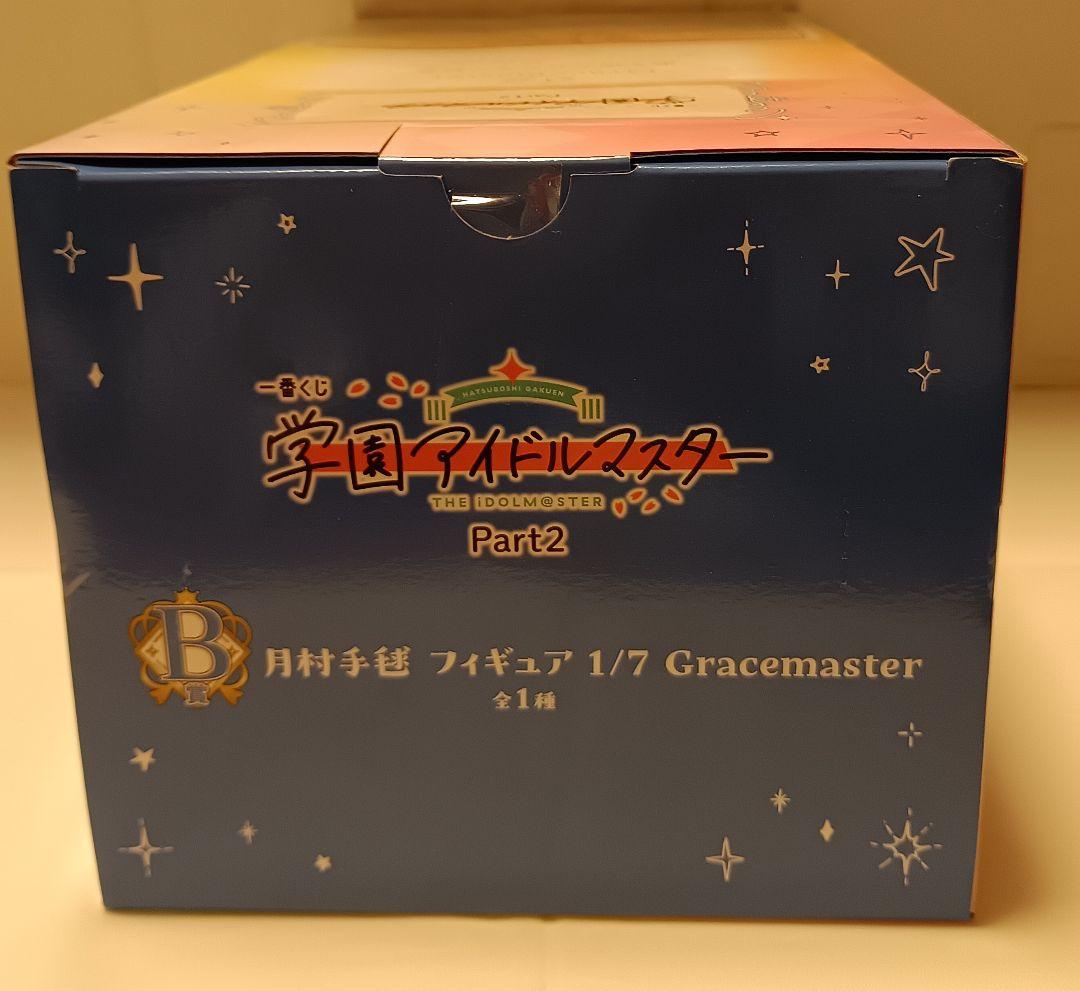 一番くじ
HATSUBOSHI GAKUEN
学園アイドルマスター
THE iDOLM@STER
Part2
B賞
月村手毬 フィギュア 1/7 Gracemaster
全1種